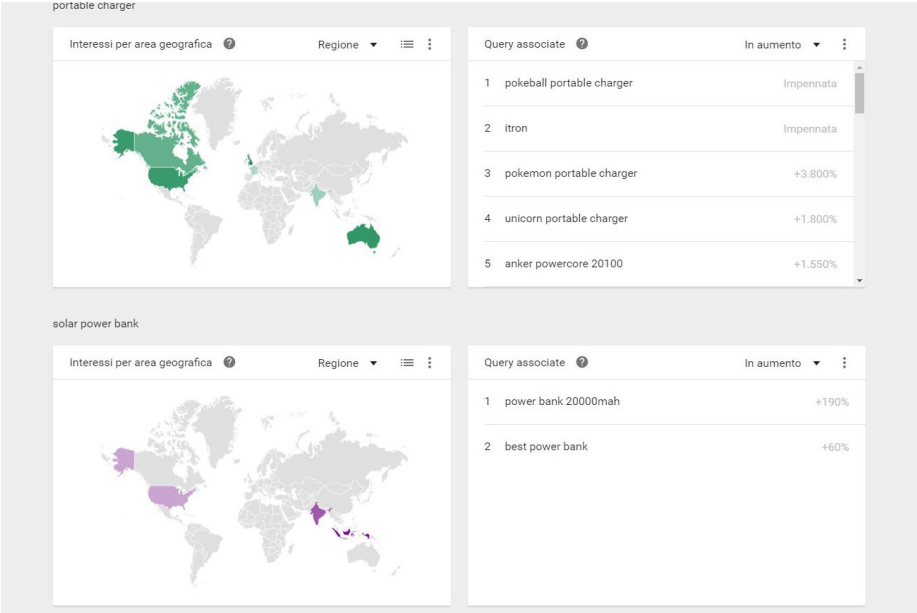 portable charger
Interessi per area geografica ?
Regione
Query associate ?
In aumento
1 pokeball portable charger Impennata
2 itron Impennata
3 pokemon portable charger +3.800%
4 unicorn portable charger +1.800%
5 anker powercore 20100 +1.550%
solar power bank
Interessi per area geografica ?
Regione
Query associate ?
In aumento
1 power bank 20000mah +190%
2 best power bank +60%